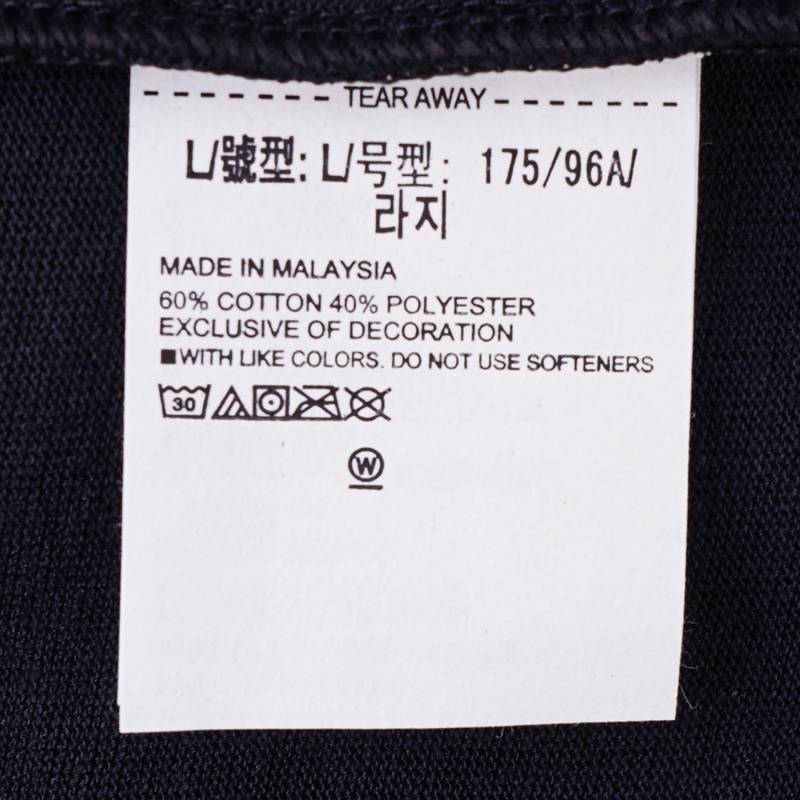 TEAR AWAY
L/號型: L/号型: 175/96A/
라지
MADE IN MALAYSIA
60% COTTON 40% POLYESTER
EXCLUSIVE OF DECORATION
■WITH LIKE COLORS. DO NOT USE SOFTENERS
30
W